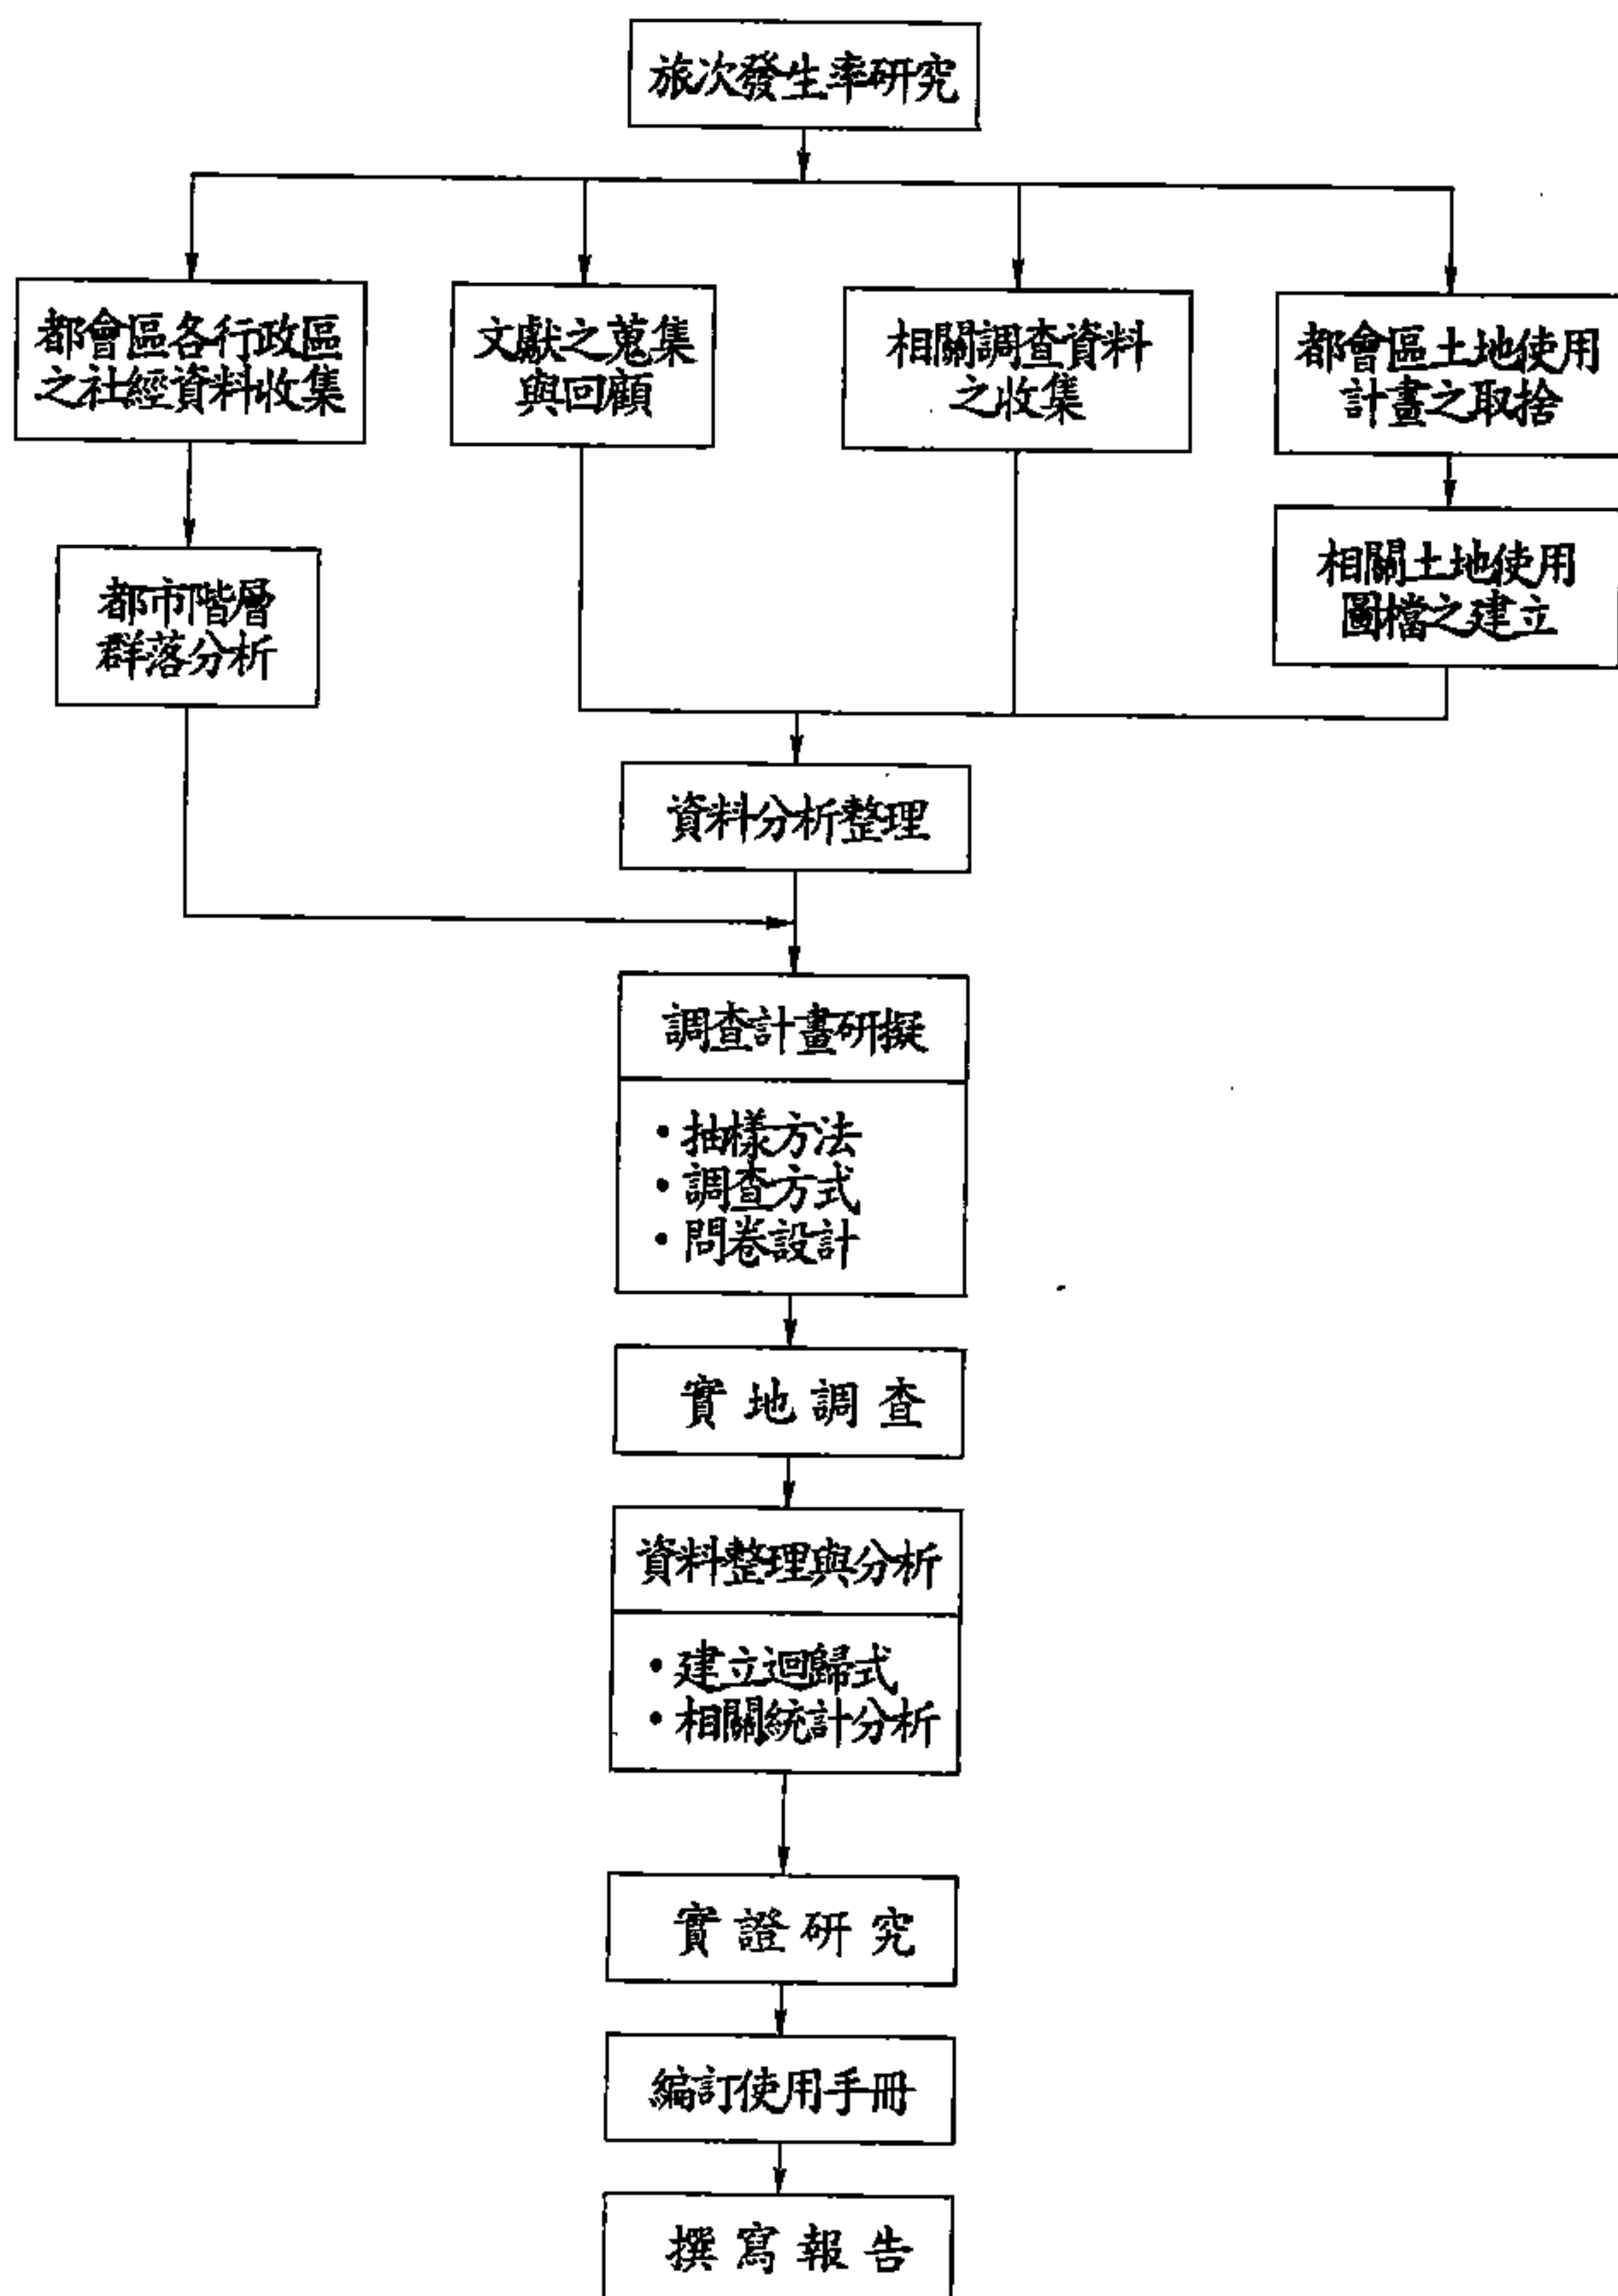 旅次發生率研究
都會區各行政區
之社經資料收集
文獻之蒐集
與回顧
相關調查資料
之收集
都會區土地使用
計畫之取捨
都市階層
群落分析
相關土地使用
圖檔之建立
資料分析整理
調查計畫研擬
•抽樣方法
•調查方式
•問卷設計
實地調查
資料整理與分析
•建立迴歸式
•相關統計分析
實證研究
編訂使用手冊
撰寫報告